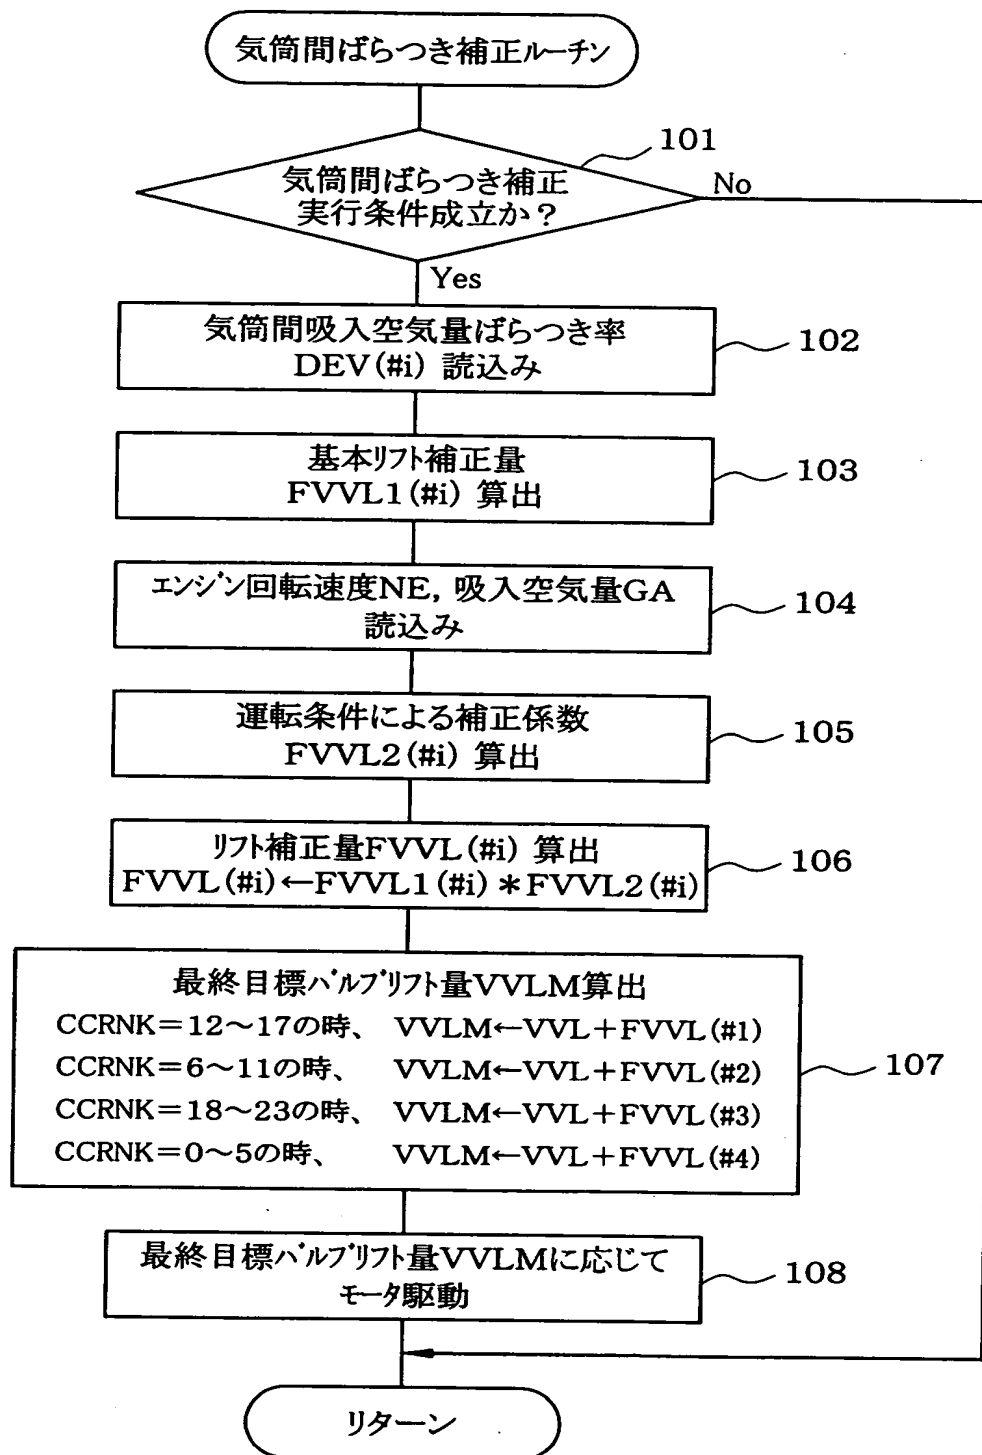 気筒間ばらつき補正ルーチン
101
気筒間ばらつき補正
実行条件成立か？
No
Yes
気筒間吸入空気量ばらつき率
DEV(#i) 読込み
102
基本リフト補正量
FVVL1(#i) 算出
103
エンジン回転速度NE, 吸入空気量GA
読込み
104
運転条件による補正係数
FVVL2(#i) 算出
105
リフト補正量FVVL(#i) 算出
FVVL(#i)←FVVL1(#i)＊FVVL2(#i)
106
最終目標バルブリフト量VVLM算出
CCRNK＝12～17の時、 VVLM←VVL＋FVVL(#1)
CCRNK＝6～11の時、 VVLM←VVL＋FVVL(#2)
CCRNK＝18～23の時、 VVLM←VVL＋FVVL(#3)
CCRNK＝0～5の時、 VVLM←VVL＋FVVL(#4)
107
最終目標バルブリフト量VVLMに応じて
モータ駆動
108
リターン